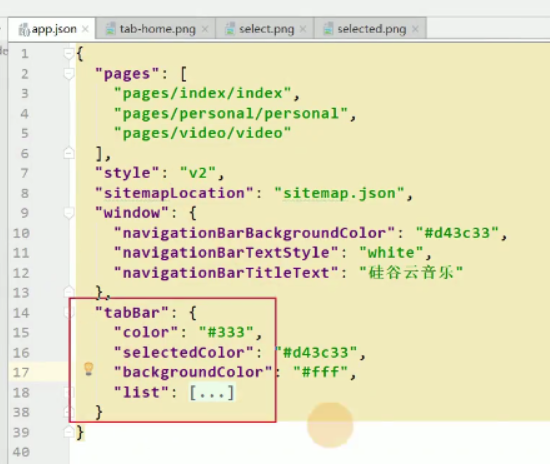 app.json tab-home.png select.png selected.png
1 {
2 "pages": [
3 "pages/index/index",
4 "pages/personal/personal",
5 "pages/video/video"
6 ],
7 "style": "v2",
8 "sitemapLocation": "sitemap.json",
9 "window": {
10 "navigationBarBackgroundColor": "#d43c33",
11 "navigationBarTextStyle": "white",
12 "navigationBarTitleText": "硅谷云音乐"
13 },
14 "tabBar": {
15 "color": "#333",
16 "selectedColor": "#d43c33",
17 "backgroundColor": "#fff",
18 "list": [...]
38 }
39 }
40